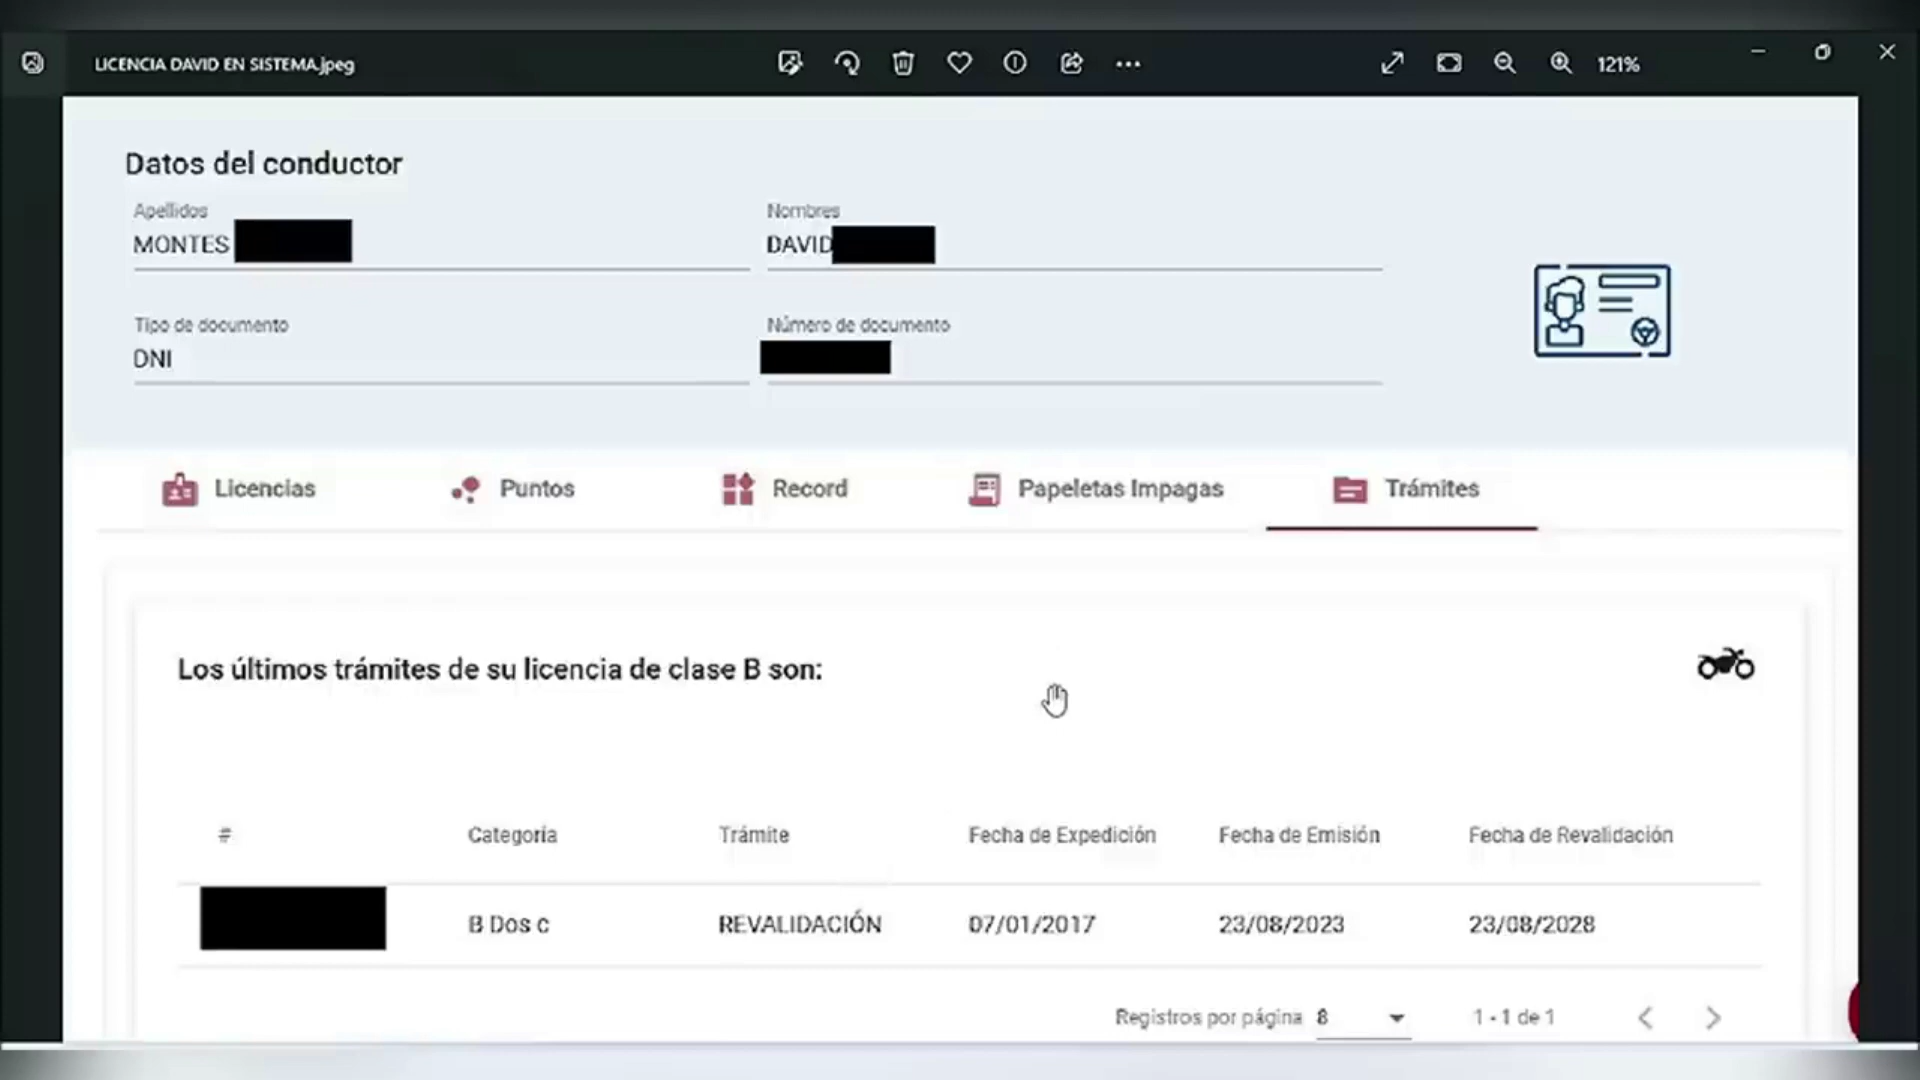 LICENCIA DAVID EN SISTEMA.jpeg
121%
Datos del conductor
Apellidos
MONTES
Nombres
DAVID
Tipo de documento
DNI
Número de documento
Licencias
Puntos
Record
Papeletas Impagas
Trámites
Los últimos trámites de su licencia de clase B son:
# Categoría Trámite Fecha de Expedición Fecha de Emisión Fecha de Revalidación
B Dos c REVALIDACIÓN 07/01/2017 23/08/2023 23/08/2028
Registros por página 8 1 - 1 de 1